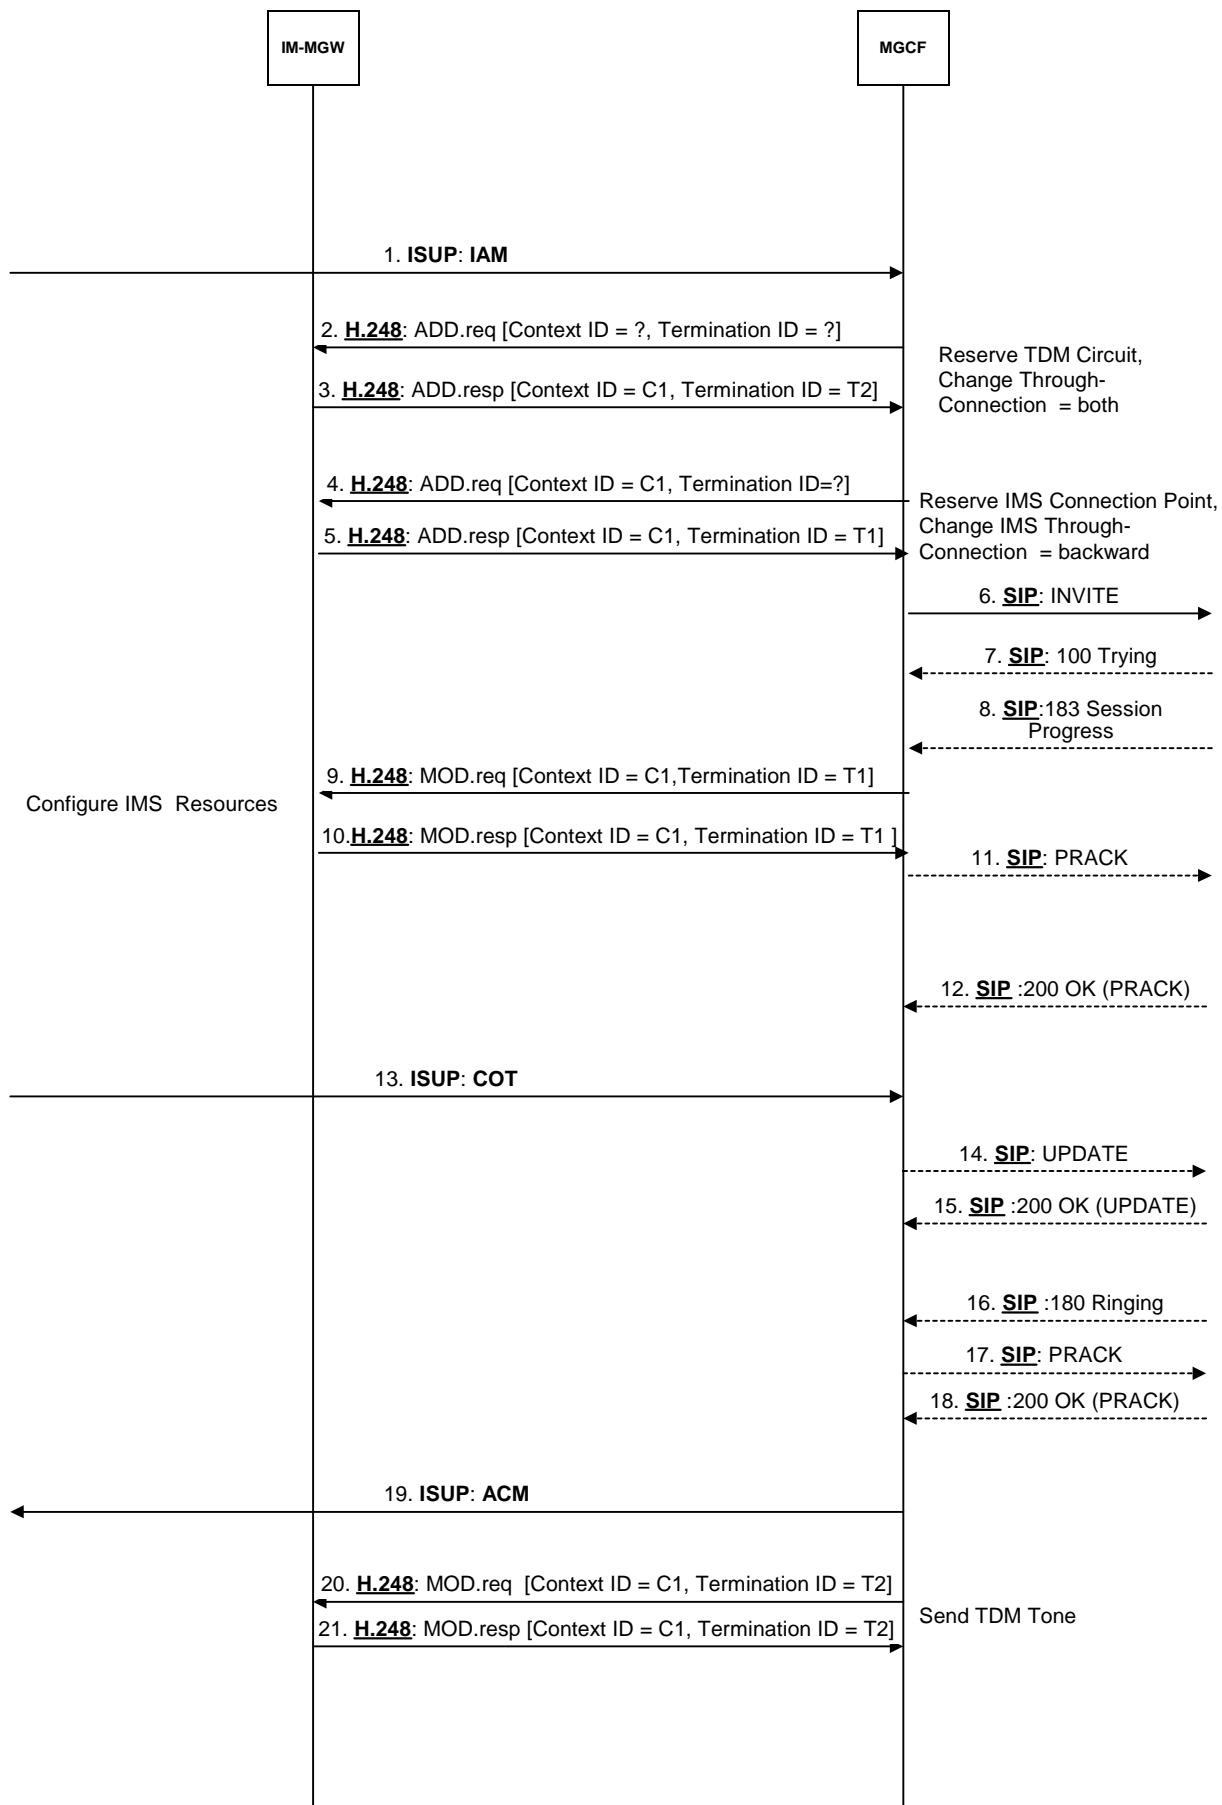 IM-MGW
MGCF
1. ISUP: IAM
2. H.248: ADD.req [Context ID = ?, Termination ID = ?]
Reserve TDM Circuit,
Change Through-
Connection = both
3. H.248: ADD.resp [Context ID = C1, Termination ID = T2]
4. H.248: ADD.req [Context ID = C1, Termination ID=?]
Reserve IMS Connection Point,
Change IMS Through-
Connection = backward
5. H.248: ADD.resp [Context ID = C1, Termination ID = T1]
6. SIP: INVITE
7. SIP: 100 Trying
8. SIP:183 Session
Progress
9. H.248: MOD.req [Context ID = C1,Termination ID = T1]
Configure IMS Resources
10.H.248: MOD.resp [Context ID = C1, Termination ID = T1 ]
11. SIP: PRACK
12. SIP :200 OK (PRACK)
13. ISUP: COT
14. SIP: UPDATE
15. SIP :200 OK (UPDATE)
16. SIP :180 Ringing
17. SIP: PRACK
18. SIP :200 OK (PRACK)
19. ISUP: ACM
20. H.248: MOD.req [Context ID = C1, Termination ID = T2]
Send TDM Tone
21. H.248: MOD.resp [Context ID = C1, Termination ID = T2]